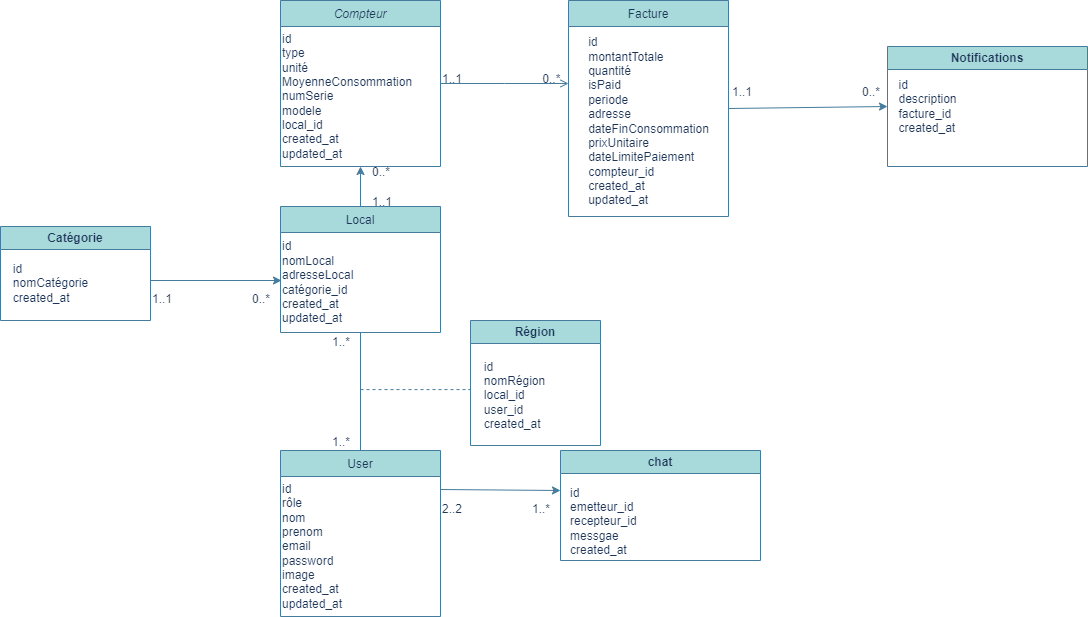 Compteur
id
type
unité
MoyenneConsommation
numSerie
modele
local_id
created_at
updated_at
1..1
0..*
Facture
id
montantTotale
quantité
isPaid
periode
adresse
dateFinConsommation
prixUnitaire
dateLimitePaiement
compteur_id
created_at
updated_at
1..1
0..*
Notifications
id
description
facture_id
created_at
0..*
1..1
Catégorie
id
nomCatégorie
created_at
1..1
0..*
Local
id
nomLocal
adresseLocal
catégorie_id
created_at
updated_at
1..*
Région
id
nomRégion
local_id
user_id
created_at
1..*
User
id
rôle
nom
prenom
email
password
image
created_at
updated_at
2..2
1..*
chat
id
emetteur_id
recepteur_id
messgae
created_at